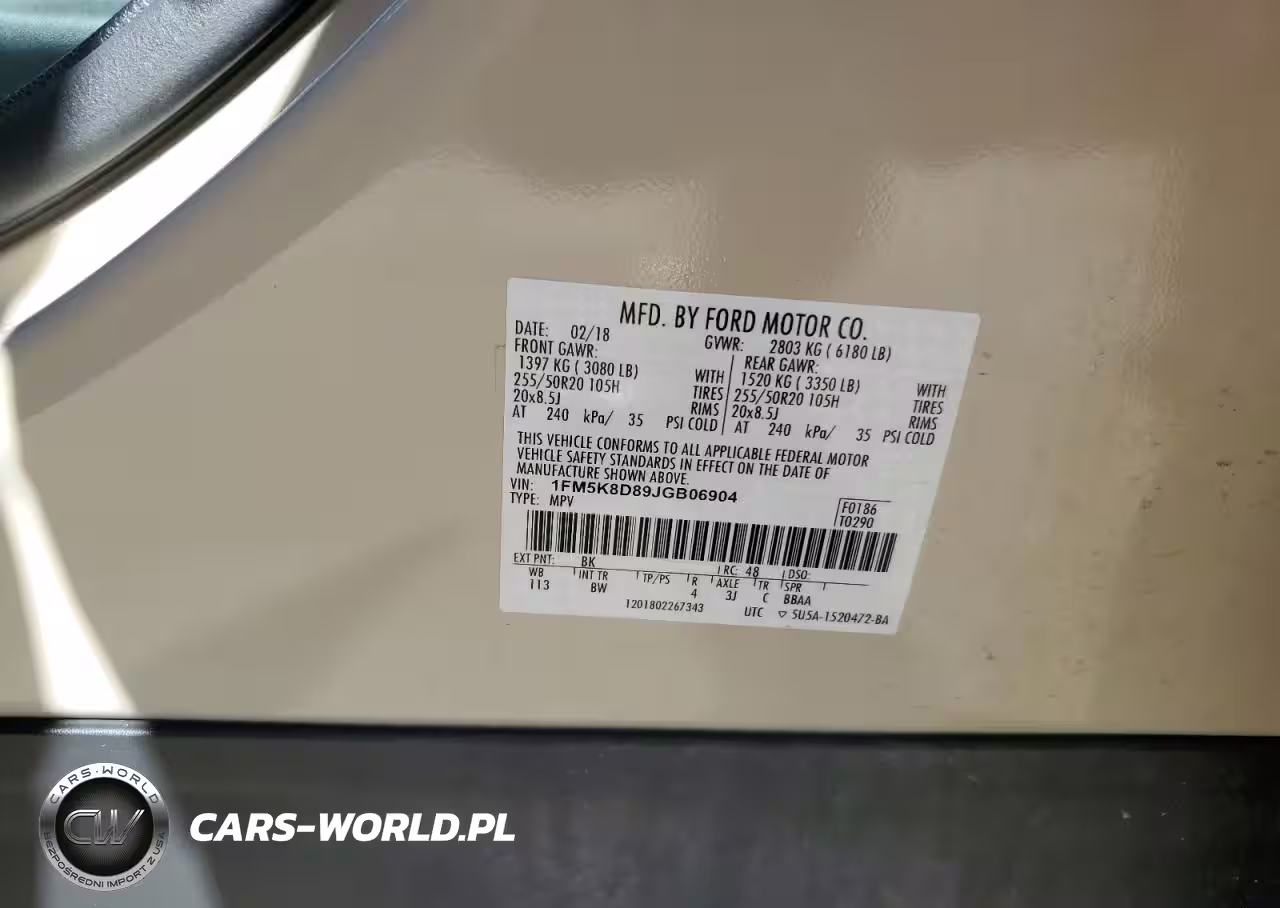 MFD. BY FORD MOTOR CO.
DATE: 02/18 GVWR: 2803 KG ( 6180 LB)
FRONT GAWR: REAR GAWR:
1397 KG ( 3080 LB) WITH 1520 KG ( 3350 LB) WITH
255/50R20 105H TIRES 255/50R20 105H TIRES
20x8.5J RIMS 20x8.5J RIMS
AT 240 kPa/ 35 PSI COLD AT 240 kPa/ 35 PSI COLD
THIS VEHICLE CONFORMS TO ALL APPLICABLE FEDERAL MOTOR
VEHICLE SAFETY STANDARDS IN EFFECT ON THE DATE OF
MANUFACTURE SHOWN ABOVE.
VIN: 1FM5K8D89JGB06904
TYPE: MPV
F0186
T0290
EXT PNT: BK RC: 48 DSO:
WB INT TR TP/PS R AXLE TR SPR
113 BW 4 3J C BBAA
1201802267343 UTC ▽ 5U5A-1520472-BA
CARS-WORLD
CW
BEZPOŚREDNI IMPORT Z USA
CARS-WORLD.PL